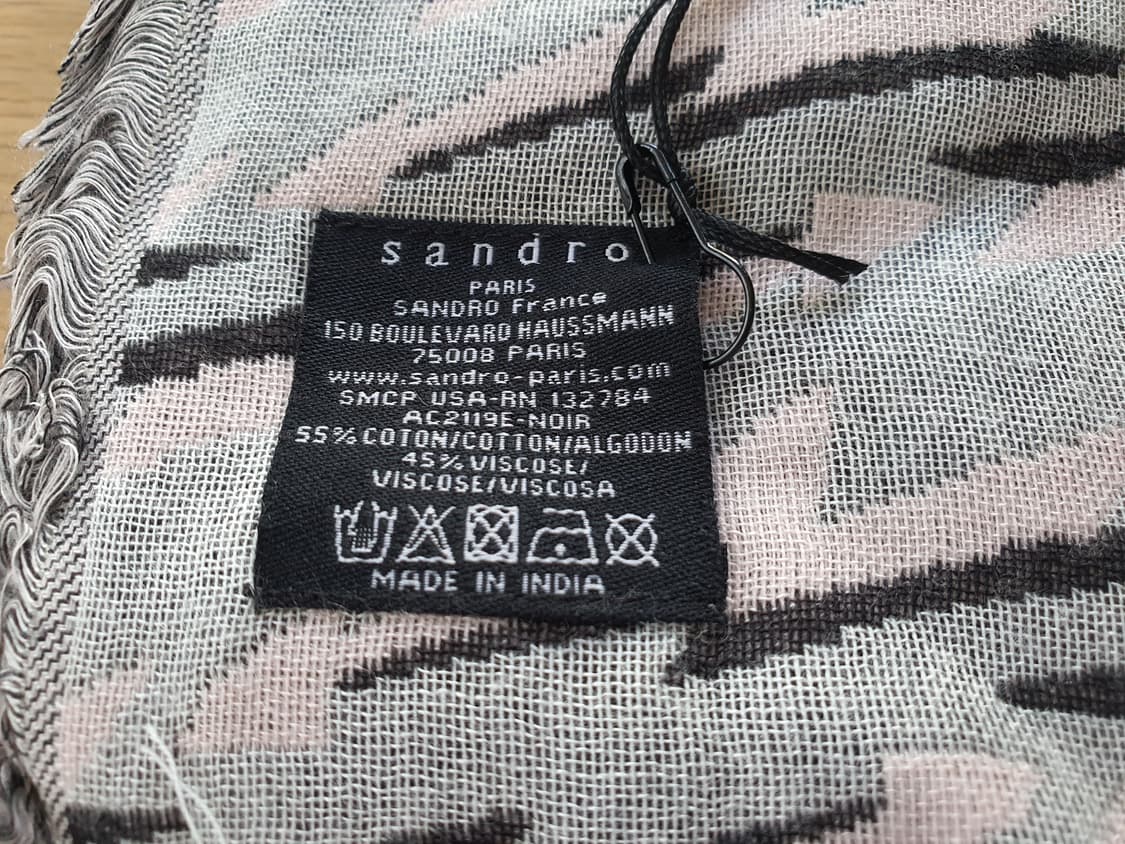 sandro
PARIS
SANDRO France
150 BOULEVARD HAUSSMANN
75008 PARIS
www.sandro-paris.com
SMCP USA-RN 132784
AC2119E-NOIR
55% COTON/COTTON/ALGODON
45% VISCOSE/
VISCOSE/VISCOSA
MADE IN INDIA